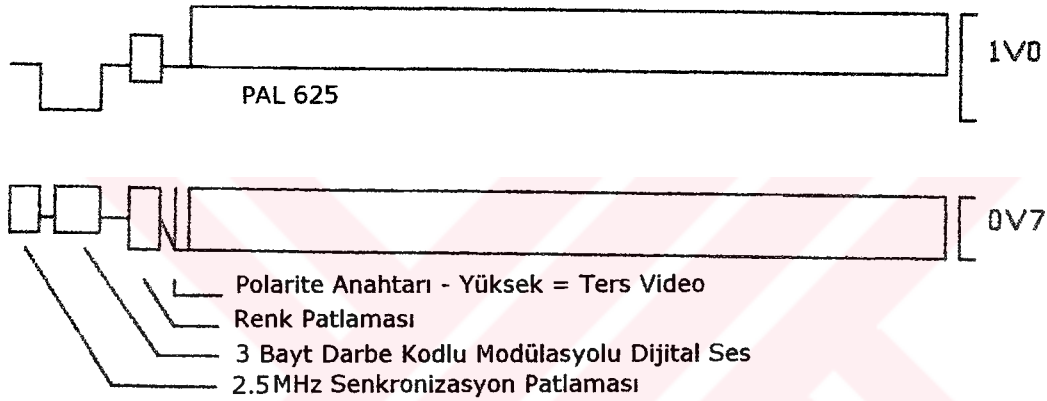 1V0
PAL 625
0V7
Polarite Anahtarı - Yüksek = Ters Video
Renk Patlaması
3 Bayt Darbe Kodlu Modülasyolu Dijital Ses
2.5MHz Senkronizasyon Patlaması